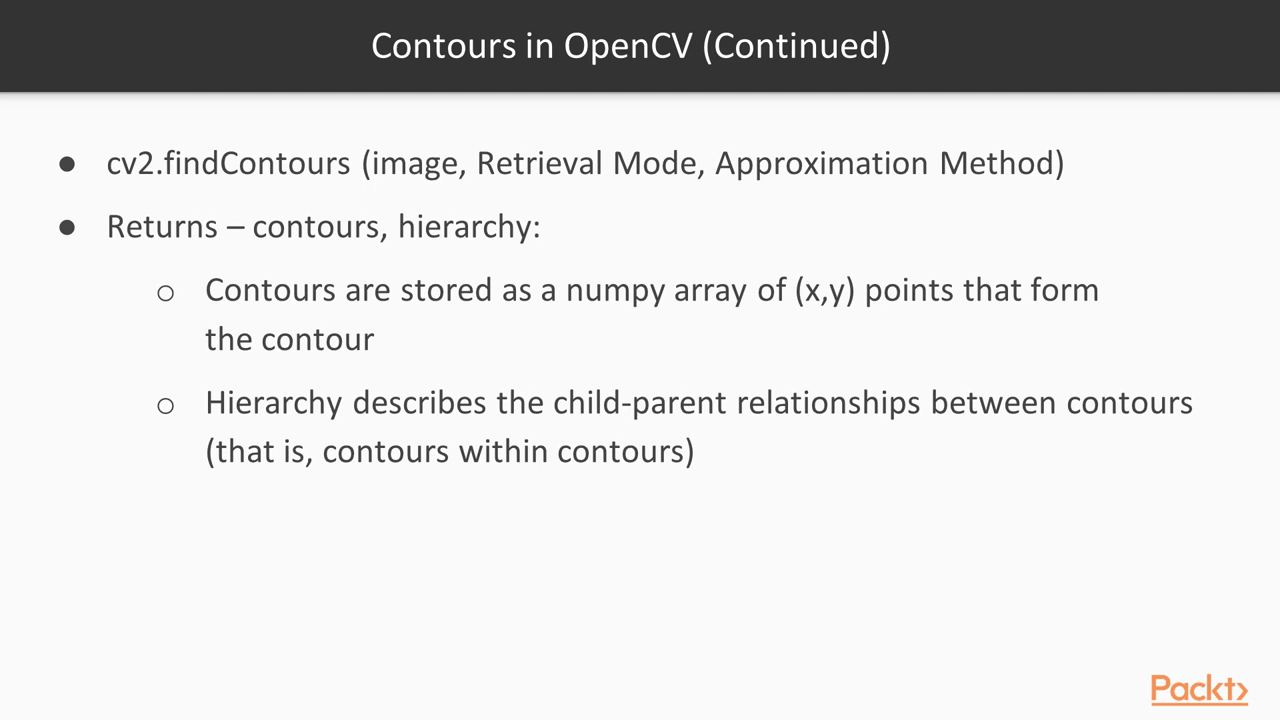 Contours in OpenCV (Continued)
● cv2.findContours (image, Retrieval Mode, Approximation Method)
● Returns – contours, hierarchy:
o Contours are stored as a numpy array of (x,y) points that form
the contour
o Hierarchy describes the child-parent relationships between contours
(that is, contours within contours)
Packt>